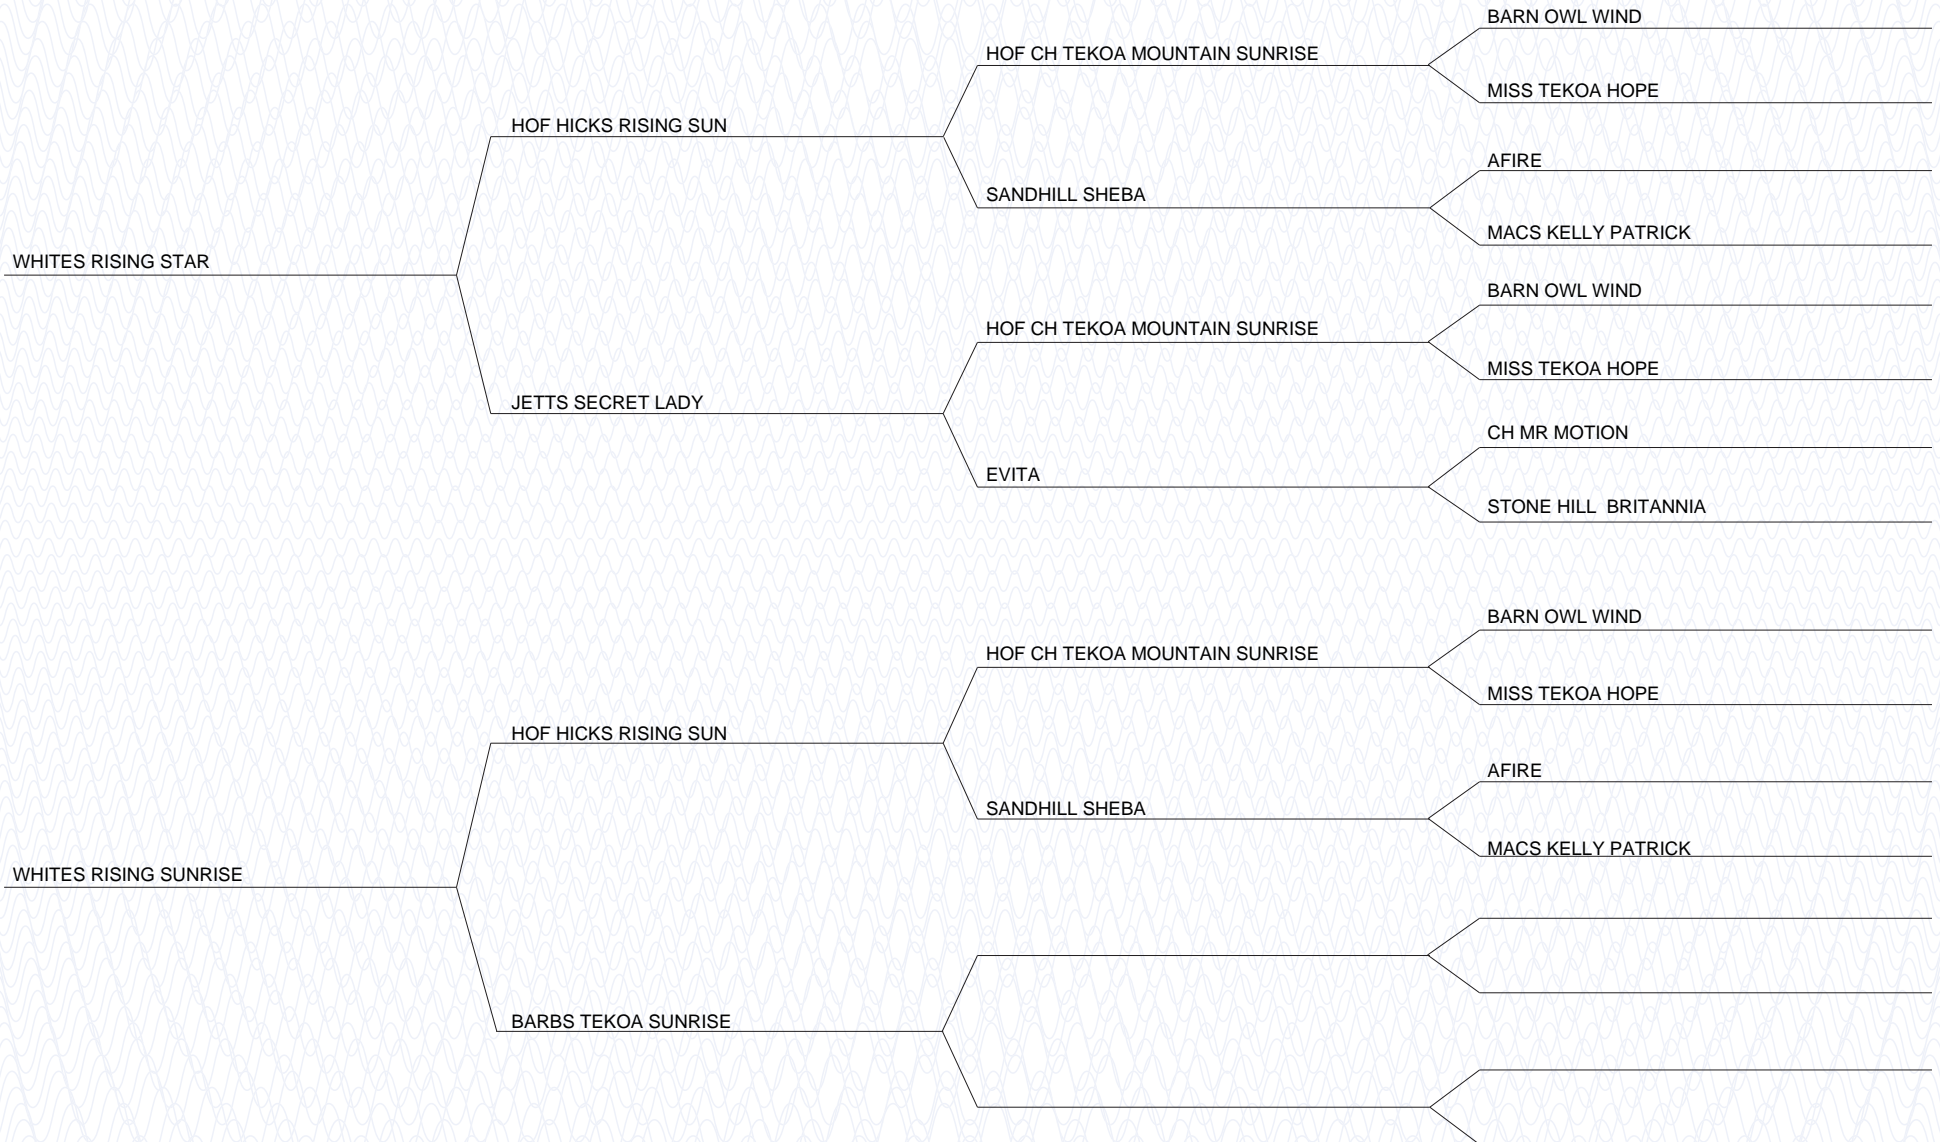 BARN OWL WIND
HOF CH TEKOA MOUNTAIN SUNRISE
MISS TEKOA HOPE
HOF HICKS RISING SUN
AFIRE
SANDHILL SHEBA
MACS KELLY PATRICK
WHITES RISING STAR
BARN OWL WIND
HOF CH TEKOA MOUNTAIN SUNRISE
MISS TEKOA HOPE
JETTS SECRET LADY
CH MR MOTION
EVITA
STONE HILL  BRITANNIA
BARN OWL WIND
HOF CH TEKOA MOUNTAIN SUNRISE
MISS TEKOA HOPE
HOF HICKS RISING SUN
AFIRE
SANDHILL SHEBA
MACS KELLY PATRICK
WHITES RISING SUNRISE
BARBS TEKOA SUNRISE